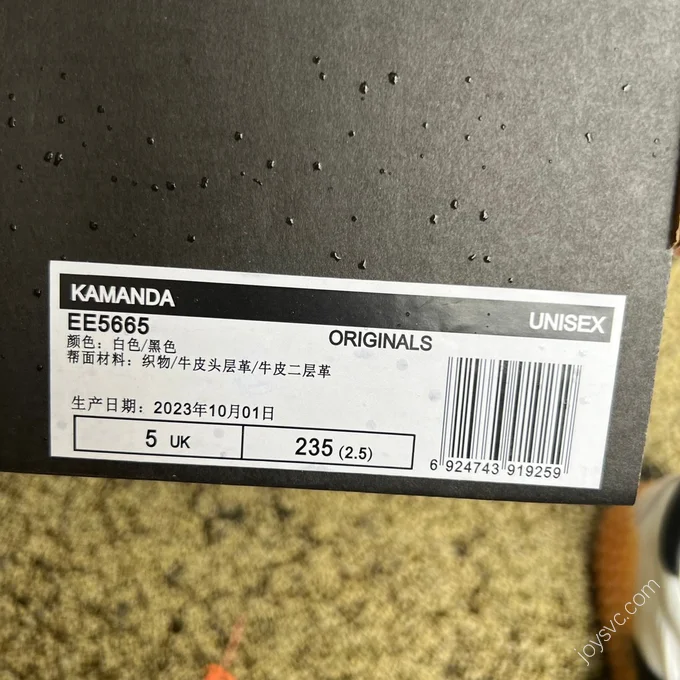 KAMANDA
UNISEX
EE5665
ORIGINALS
颜色：白色/黑色
帮面材料：织物/牛皮头层革/牛皮二层革
生产日期：2023年10月01日
5 UK
235 (2.5)
6 924743 919259
joysvc.com